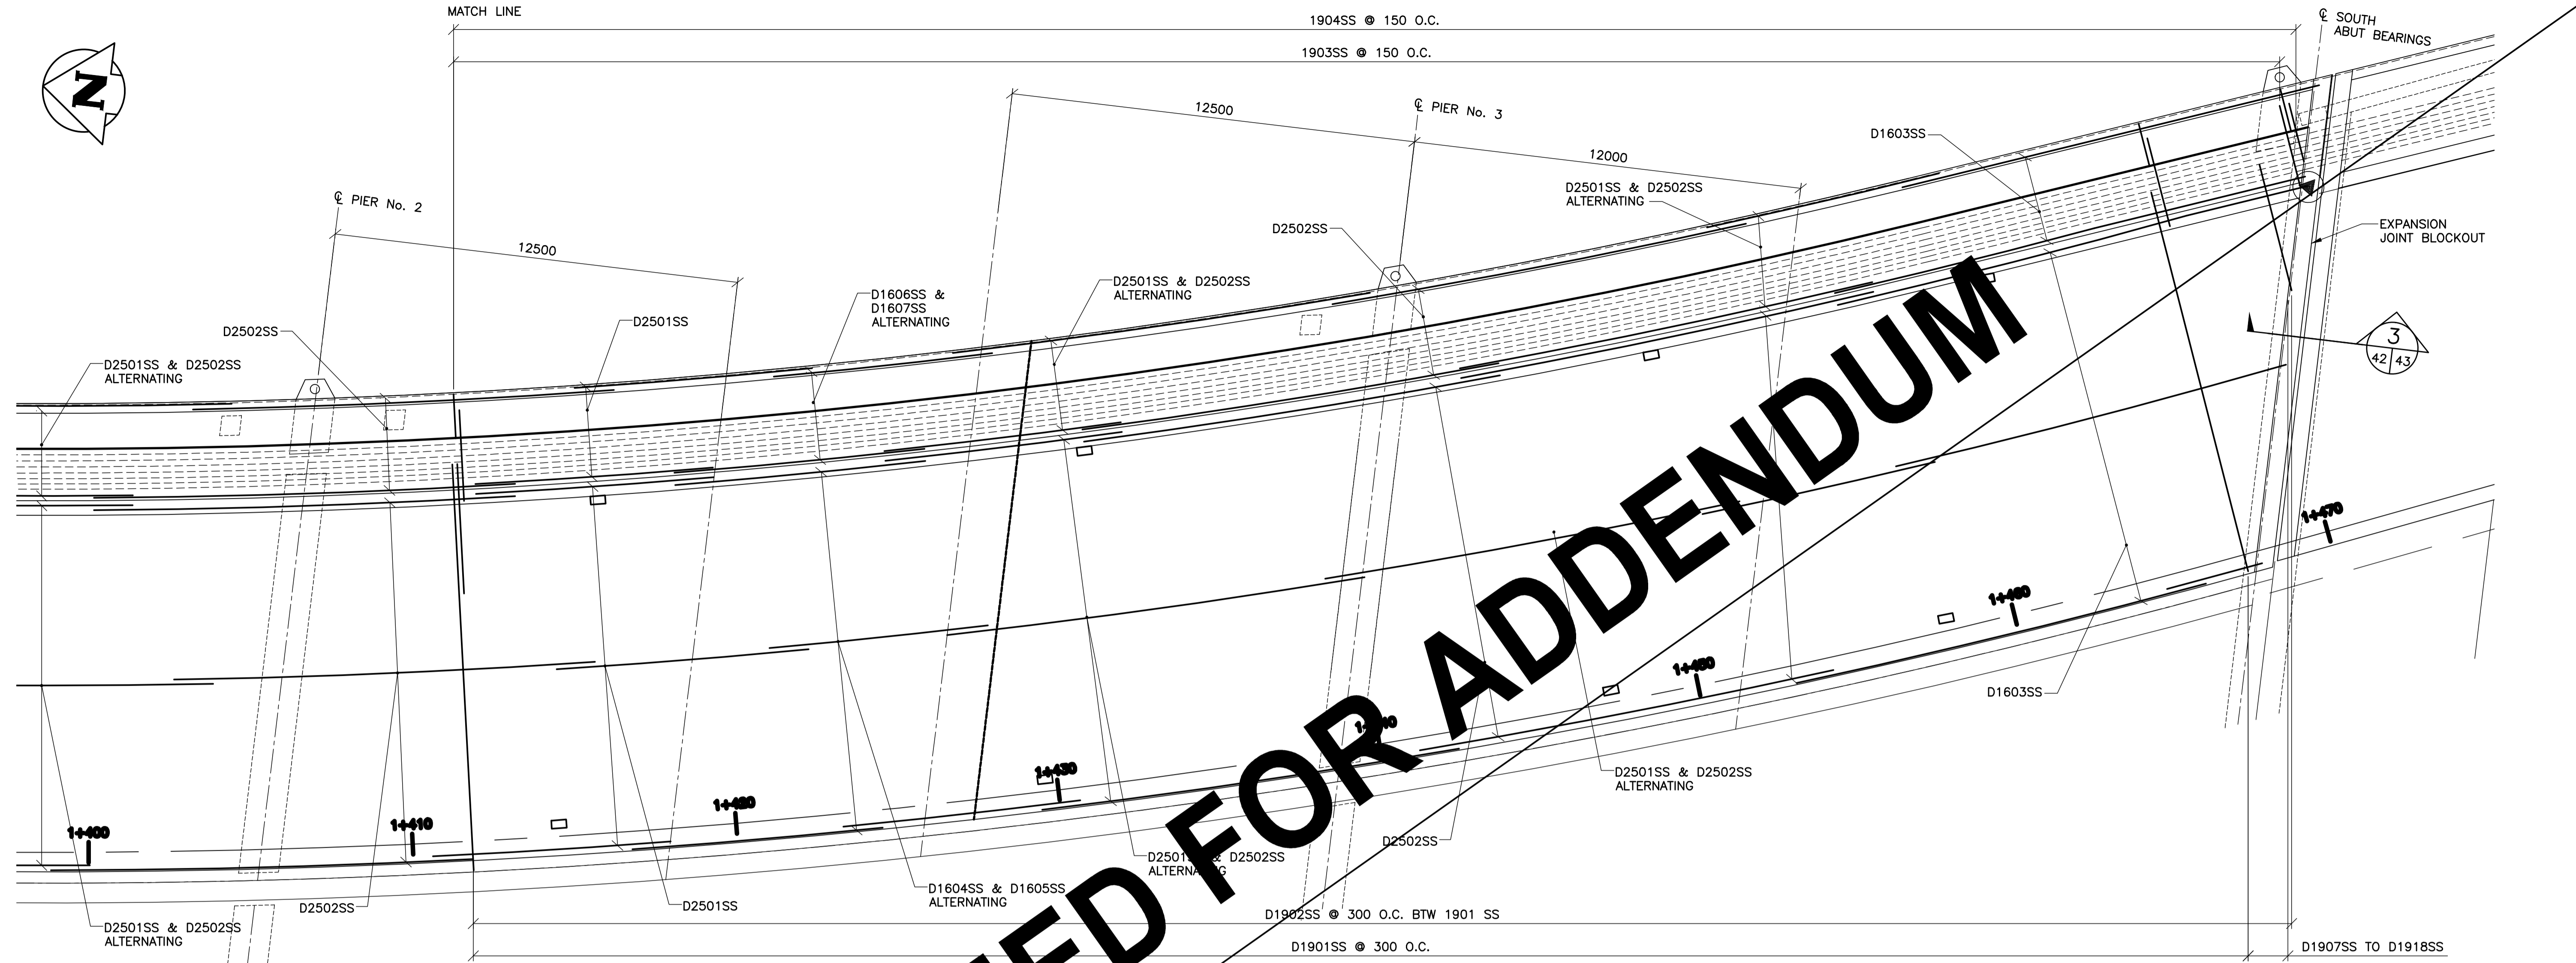 MATCH LINE
1904SS @ 150 O.C.
1903SS @ 150 O.C.
℄ SOUTH
ABUT BEARINGS
N
12500
℄ PIER No. 3
12000
D1603SS
D2501SS & D2502SS
ALTERNATING
℄ PIER No. 2
12500
D2502SS
EXPANSION
JOINT BLOCKOUT
D2501SS & D2502SS
ALTERNATING
D1606SS &
D1607SS
ALTERNATING
D2501SS
D2502SS
3
42 43
D2501SS & D2502SS
ALTERNATING
FOR ADDENDUM
1+470
1+460
1+450
D1603SS
1+430
1+420
1+410
1+400
D2501SS & D2502SS
ALTERNATING
D2502SS
D2502SS
ALTERNATING
D1604SS & D1605SS
ALTERNATING
D2501SS
D2502SS
D2501SS & D2502SS
ALTERNATING
D1902SS @ 300 O.C. BTW 1901 SS
D1901SS @ 300 O.C.
D1907SS TO D1918SS